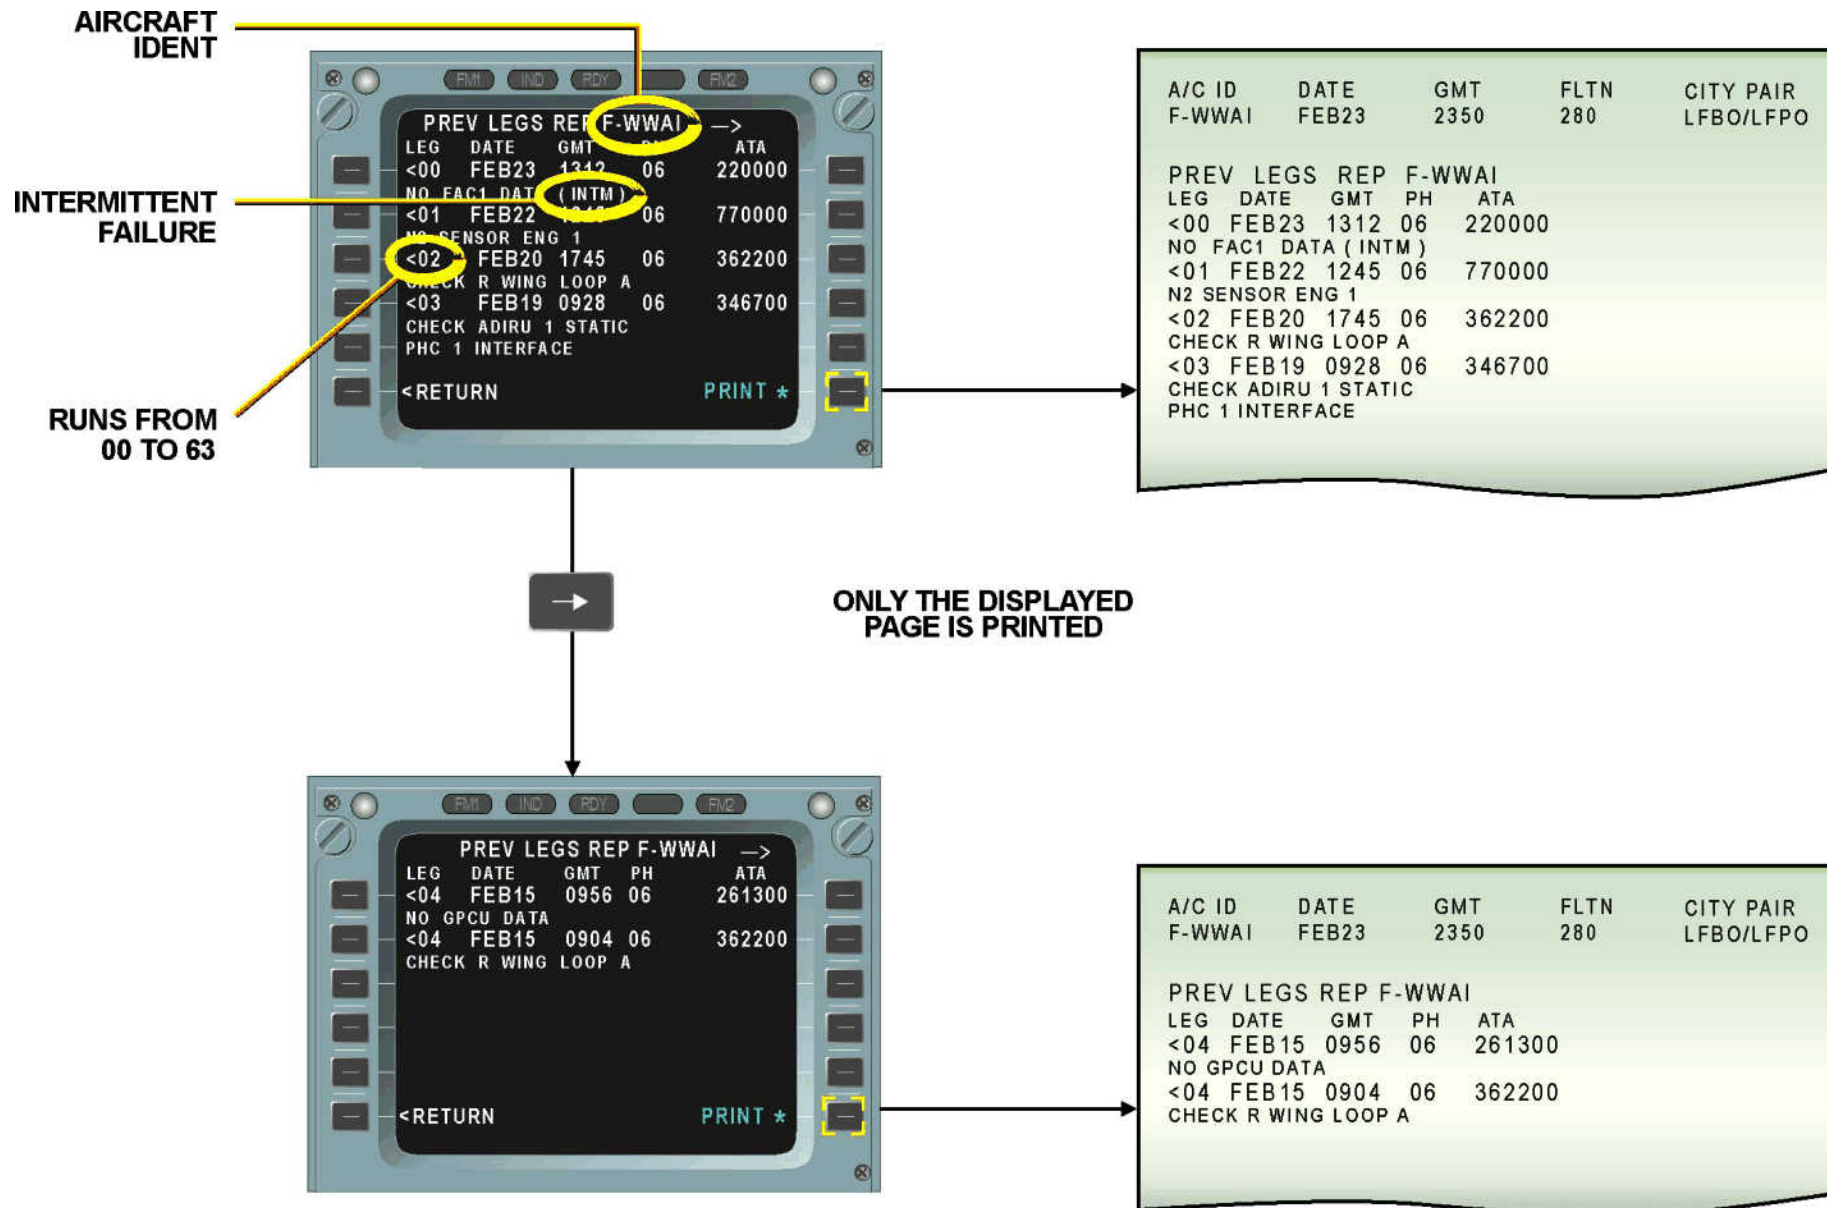 AIRCRAFT
IDENT
INTERMITTENT
FAILURE
RUNS FROM
00 TO 63
FM1 IND RDY FM2
PREV LEGS REP F-WWAI —>
LEG DATE GMT ATA
<00 FEB23 1312 06 220000
NO FAC1 DATA (INTM)
<01 FEB22 1245 06 770000
N2 SENSOR ENG 1
<02 FEB20 1745 06 362200
CHECK R WING LOOP A
<03 FEB19 0928 06 346700
CHECK ADIRU 1 STATIC
PHC 1 INTERFACE
<RETURN PRINT *
A/C ID DATE GMT FLTN CITY PAIR
F-WWAI FEB23 2350 280 LFBO/LFPO
PREV LEGS REP F-WWAI
LEG DATE GMT PH ATA
<00 FEB23 1312 06 220000
NO FAC1 DATA (INTM)
<01 FEB22 1245 06 770000
N2 SENSOR ENG 1
<02 FEB20 1745 06 362200
CHECK R WING LOOP A
<03 FEB19 0928 06 346700
CHECK ADIRU 1 STATIC
PHC 1 INTERFACE
ONLY THE DISPLAYED
PAGE IS PRINTED
FM1 IND RDY FM2
PREV LEGS REP F-WWAI —>
LEG DATE GMT PH ATA
<04 FEB15 0956 06 261300
NO GPCU DATA
<04 FEB15 0904 06 362200
CHECK R WING LOOP A
<RETURN PRINT *
A/C ID DATE GMT FLTN CITY PAIR
F-WWAI FEB23 2350 280 LFBO/LFPO
PREV LEGS REP F-WWAI
LEG DATE GMT PH ATA
<04 FEB15 0956 06 261300
NO GPCU DATA
<04 FEB15 0904 06 362200
CHECK R WING LOOP A